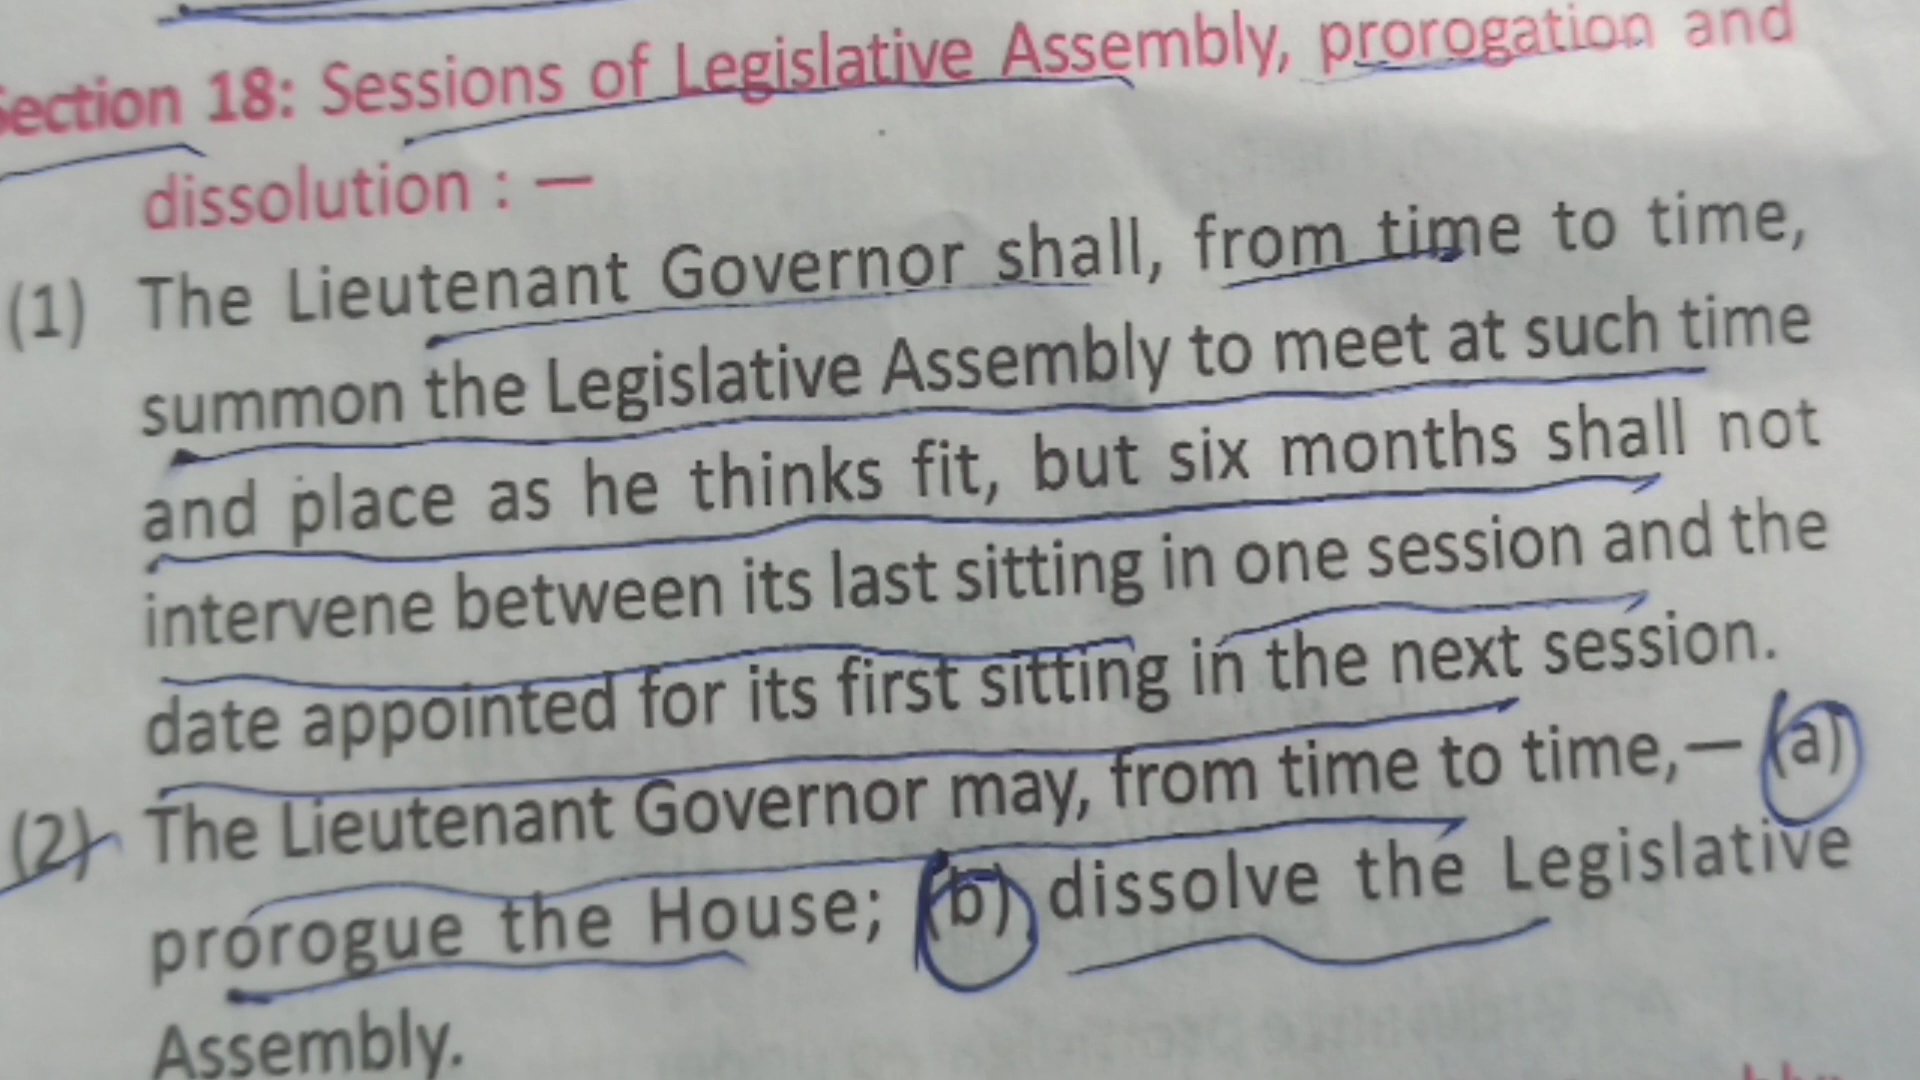 Section 18: Sessions of Legislative Assembly, prorogation and
dissolution : —
(1) The Lieutenant Governor shall, from time to time,
summon the Legislative Assembly to meet at such time
and place as he thinks fit, but six months shall not
intervene between its last sitting in one session and the
date appointed for its first sitting in the next session.
(2) The Lieutenant Governor may, from time to time,— (a)
prorogue the House; (b) dissolve the Legislative
Assembly.